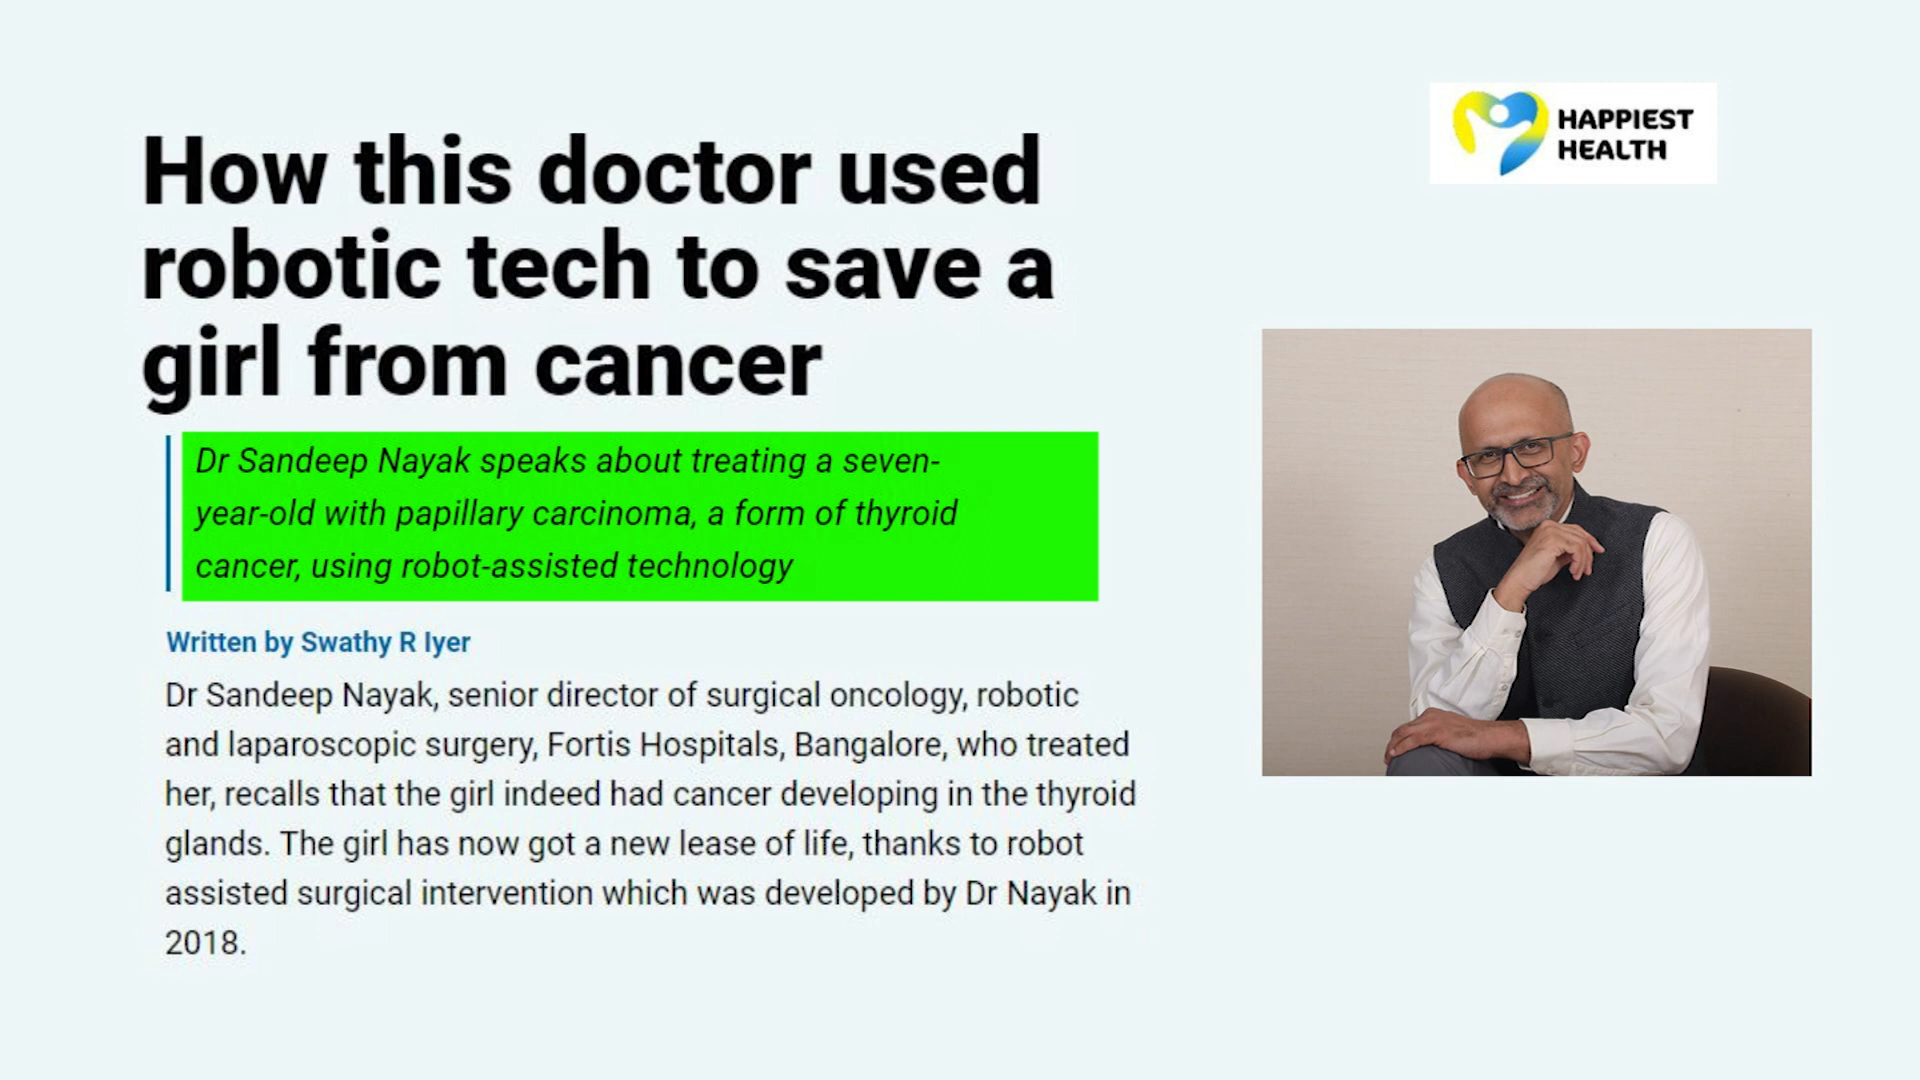 How this doctor used
robotic tech to save a
girl from cancer
HAPPIEST
HEALTH
Dr Sandeep Nayak speaks about treating a seven-
year-old with papillary carcinoma, a form of thyroid
cancer, using robot-assisted technology
Written by Swathy R Iyer
Dr Sandeep Nayak, senior director of surgical oncology, robotic
and laparoscopic surgery, Fortis Hospitals, Bangalore, who treated
her, recalls that the girl indeed had cancer developing in the thyroid
glands. The girl has now got a new lease of life, thanks to robot
assisted surgical intervention which was developed by Dr Nayak in
2018.